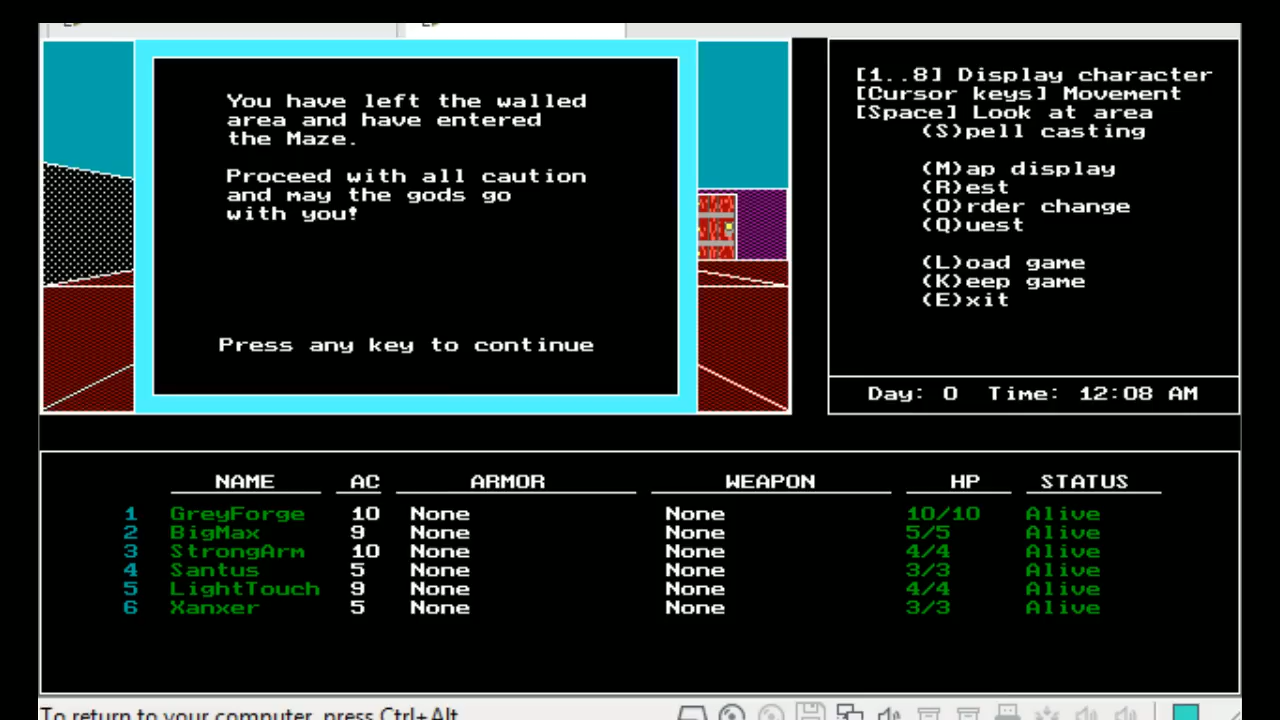 You have left the walled
area and have entered
the Maze.
Proceed with all caution
and may the gods go
with you!
Press any key to continue
[1..8] Display character
[Cursor keys] Movement
[Space] Look at area
(S)pell casting
(M)ap display
(R)est
(O)rder change
(Q)uest
(L)oad game
(K)eep game
(E)xit
Day: 0 Time: 12:08 AM
NAME AC ARMOR WEAPON HP STATUS
1 GreyForge 10 None None 10/10 Alive
2 BigMax 9 None None 5/5 Alive
3 StrongArm 10 None None 4/4 Alive
4 Santus 5 None None 3/3 Alive
5 LightTouch 9 None None 4/4 Alive
6 Xanxer 5 None None 3/3 Alive
To return to your computer, press Ctrl+Alt.